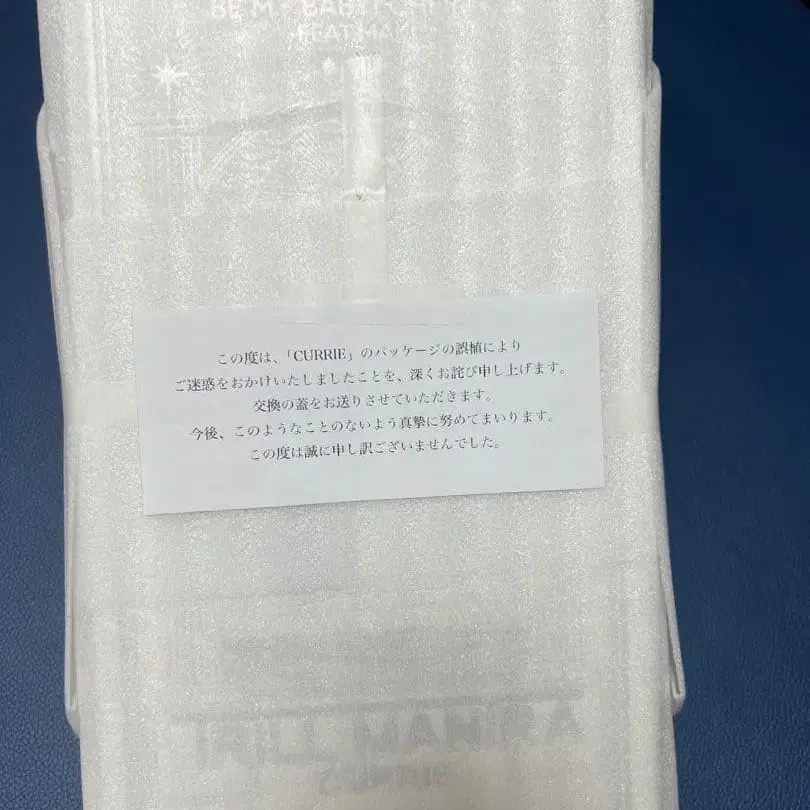 BE MY BABY
FEAT.
この度は、「CURRIE」のパッケージの誤植により
ご迷惑をおかけいたしましたことを、深くお詫び申し上げます。
交換の蓋をお送りさせていただきます。
今後、このようなことのないよう真摯に努めてまいります。
この度は誠に申し訳ございませんでした。